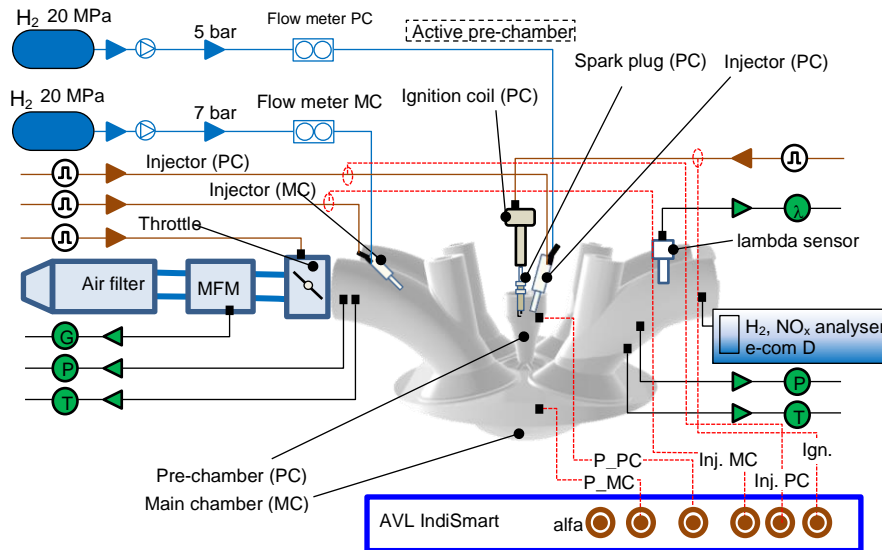 H₂ 20 MPa
5 bar
Flow meter PC
Active pre-chamber
Spark plug (PC)
Injector (PC)
Ignition coil (PC)
H₂ 20 MPa
7 bar
Flow meter MC
Injector (PC)
Injector (MC)
Throttle
λ
lambda sensor
Air filter
MFM
H₂, NOₓ analyser
e-com D
G
P
T
P
T
Pre-chamber (PC)
Main chamber (MC)
P_PC
P_MC
Inj. MC
Inj. PC
Ign.
AVL IndiSmart
alfa